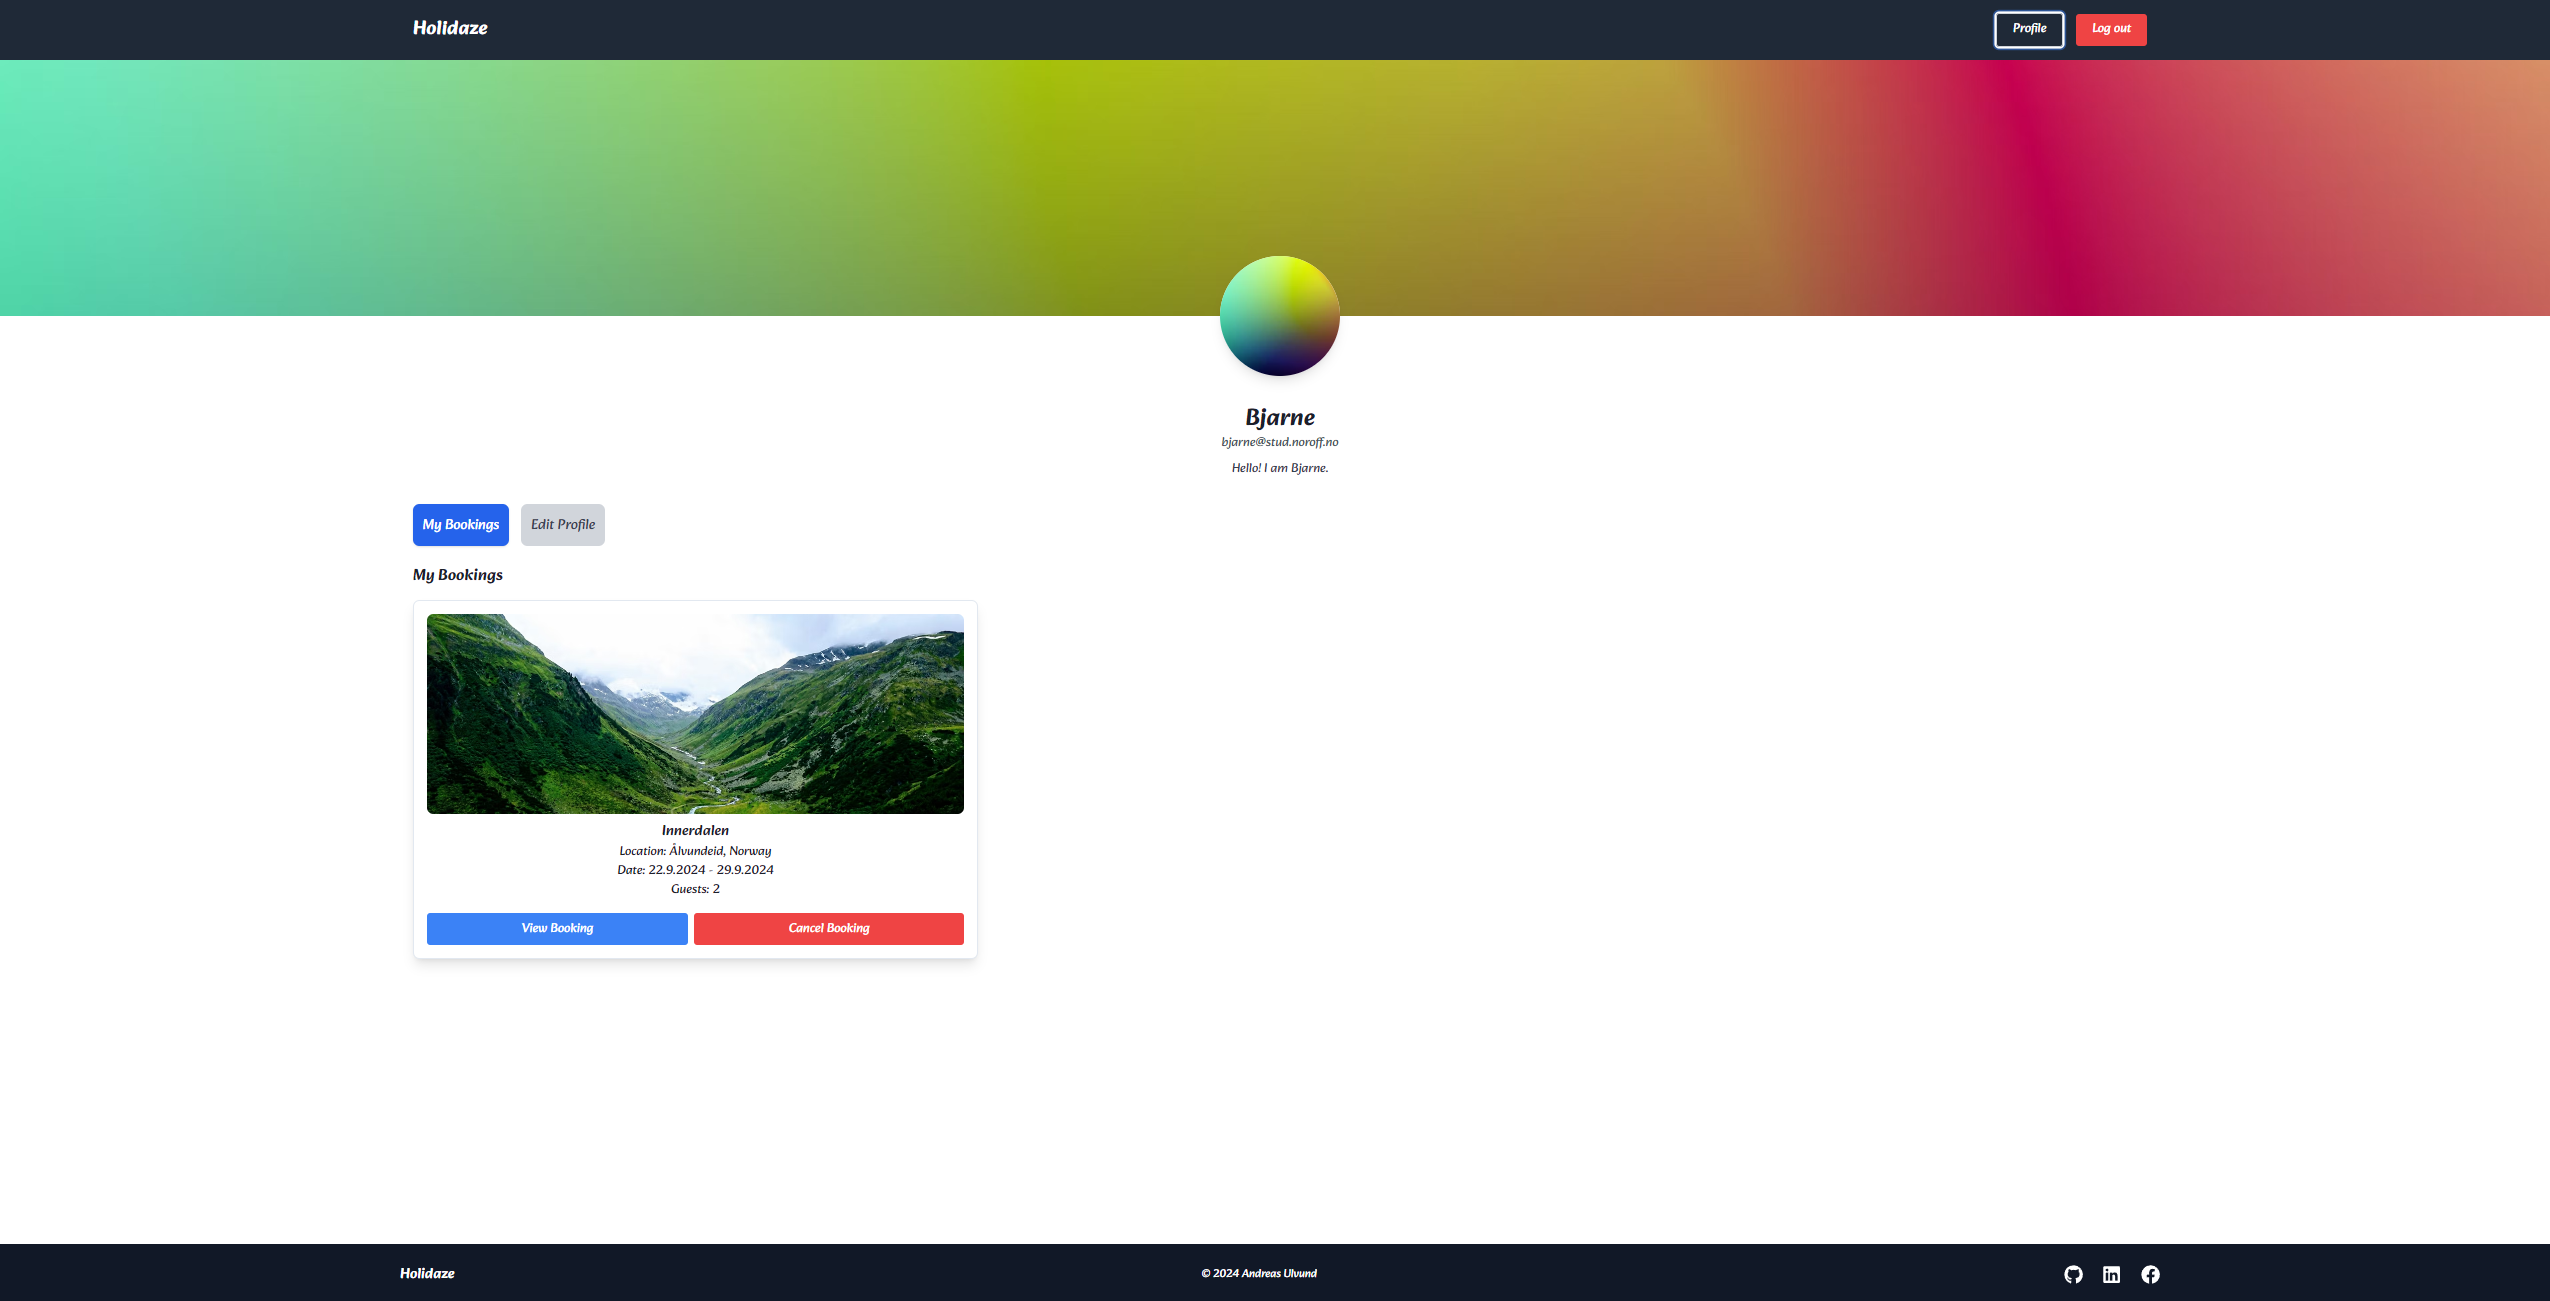 Holidaze
Profile
Log out
Bjarne
bjarne@stud.noroff.no
Hello! I am Bjarne.
My Bookings
Edit Profile
My Bookings
Innerdalen
Location: Ålvundeid, Norway
Date: 22.9.2024 - 29.9.2024
Guests: 2
View Booking
Cancel Booking
Holidaze
© 2024 Andreas Ulvund